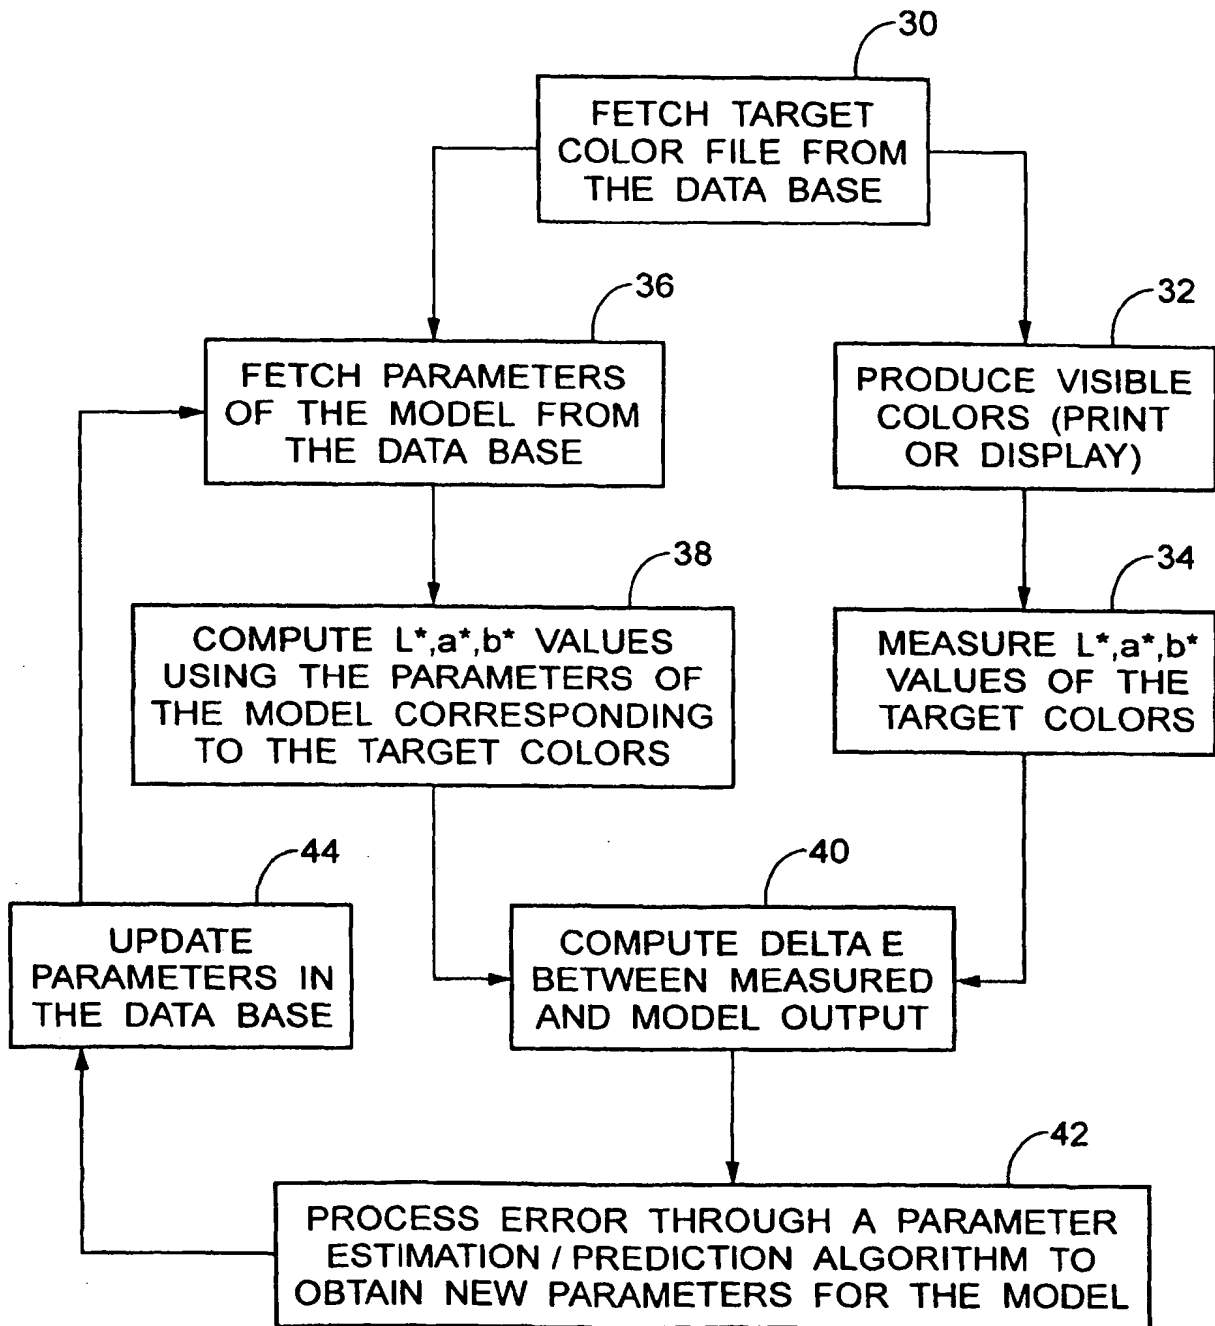 30
FETCH TARGET
COLOR FILE FROM
THE DATA BASE
36
FETCH PARAMETERS
OF THE MODEL FROM
THE DATA BASE
32
PRODUCE VISIBLE
COLORS (PRINT
OR DISPLAY)
38
COMPUTE L*,a*,b* VALUES
USING THE PARAMETERS OF
THE MODEL CORRESPONDING
TO THE TARGET COLORS
34
MEASURE L*,a*,b*
VALUES OF THE
TARGET COLORS
44
UPDATE
PARAMETERS IN
THE DATA BASE
40
COMPUTE DELTA E
BETWEEN MEASURED
AND MODEL OUTPUT
42
PROCESS ERROR THROUGH A PARAMETER
ESTIMATION / PREDICTION ALGORITHM TO
OBTAIN NEW PARAMETERS FOR THE MODEL